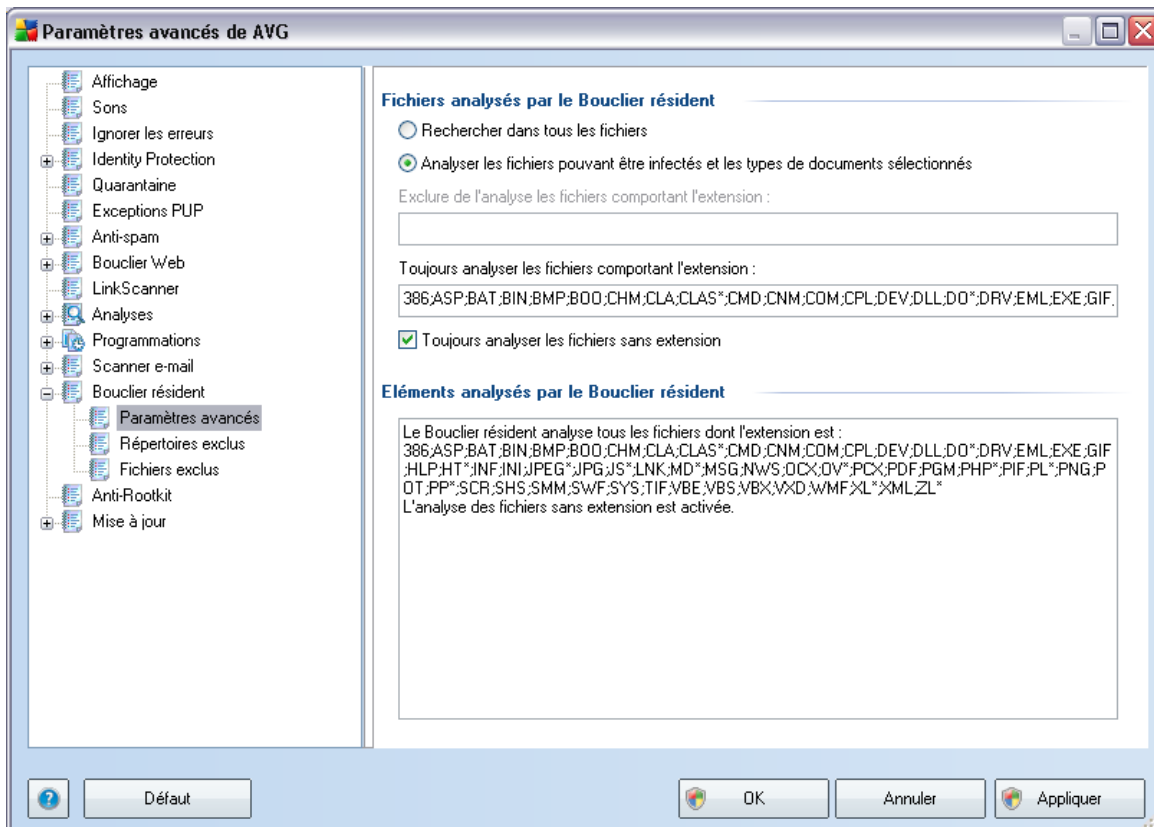 Paramètres avancés de AVG
Affichage
Sons
Ignorer les erreurs
Identity Protection
Quarantaine
Exceptions PUP
Anti-spam
Bouclier Web
LinkScanner
Analyses
Programmations
Scanner e-mail
Bouclier résident
Paramètres avancés
Répertoires exclus
Fichiers exclus
Anti-Rootkit
Mise à jour
Fichiers analysés par le Bouclier résident
Rechercher dans tous les fichiers
Analyser les fichiers pouvant être infectés et les types de documents sélectionnés
Exclure de l'analyse les fichiers comportant l'extension :
Toujours analyser les fichiers comportant l'extension :
386;ASP;BAT;BIN;BMP;BOO;CHM;CLA;CLAS*;CMD;CNM;COM;CPL;DEV;DLL;DO*;DRV;EML;EXE;GIF;
Toujours analyser les fichiers sans extension
Eléments analysés par le Bouclier résident
Le Bouclier résident analyse tous les fichiers dont l'extension est :
386;ASP;BAT;BIN;BMP;BOO;CHM;CLA;CLAS*;CMD;CNM;COM;CPL;DEV;DLL;DO*;DRV;EML;EXE;GIF
;HLP;HT*;INF;INI;JPEG*;JPG;JS*;LNK;MD*;MSG;NWS;OCX;OV*;PCX;PDF;PGM;PHP*;PIF;PL*;PNG;P
OT;PP*;SCR;SHS;SMM;SWF;SYS;TIF;VBE;VBS;VBX;VXD;WMF;XL*;XML;ZL*
L'analyse des fichiers sans extension est activée.
Défaut
OK
Annuler
Appliquer